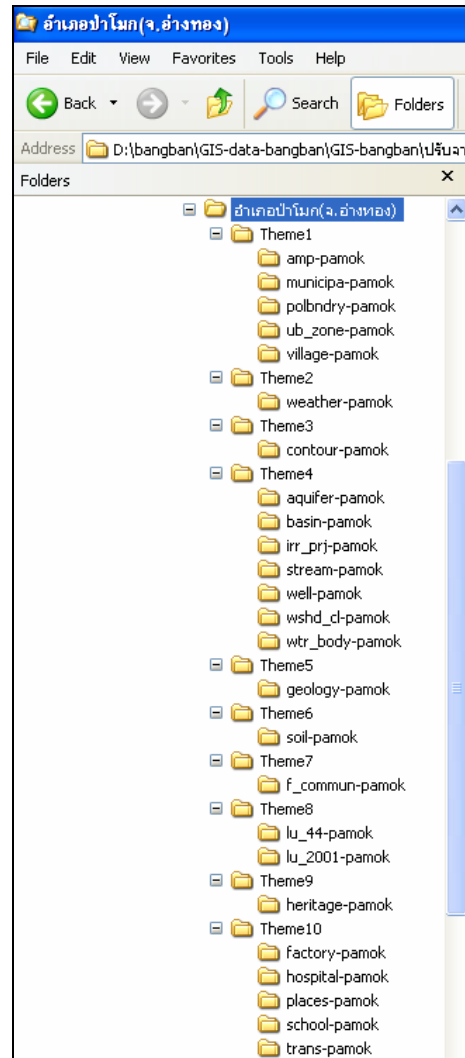 อำเภอป่าโมก(จ.อ่างทอง)
File Edit View Favorites Tools Help
Back Search Folders
Address D:\bangban\GIS-data-bangban\GIS-bangban\
Folders ×
อำเภอป่าโมก(จ.อ่างทอง)
Theme1
amp-pamok
municipa-pamok
polbndry-pamok
ub_zone-pamok
village-pamok
Theme2
weather-pamok
Theme3
contour-pamok
Theme4
aquifer-pamok
basin-pamok
irr_prj-pamok
stream-pamok
well-pamok
wshd_cl-pamok
wtr_body-pamok
Theme5
geology-pamok
Theme6
soil-pamok
Theme7
f_commun-pamok
Theme8
lu_44-pamok
lu_2001-pamok
Theme9
heritage-pamok
Theme10
factory-pamok
hospital-pamok
places-pamok
school-pamok
trans-pamok